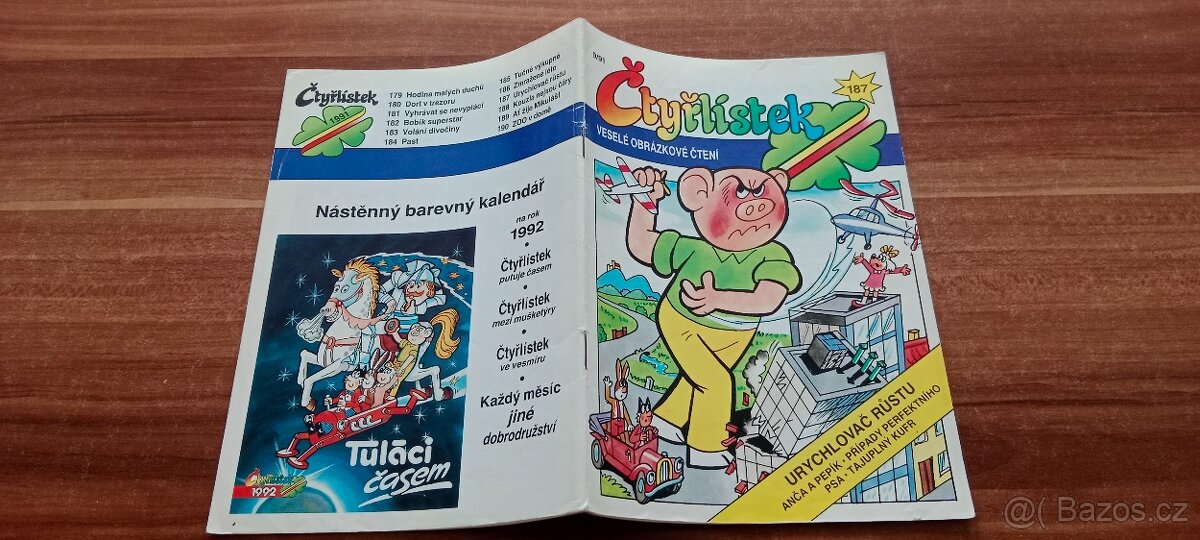 Čtyřlístek
1991
179 Hodina malých duchů
180 Dort v trezoru
181 Vyhrávat se nevyplácí
182 Bobík superstar
183 Volání divočiny
184 Past
185 Tučné výkupné
186 Zmražené léto
187 Urychlovač růstu
188 Kouzla nejsou čáry
189 Ať žije Mikuláš!
190 ZOO v domě
Nástěnný barevný kalendář
na rok
1992
•
Čtyřlístek
putuje časem
•
Čtyřlístek
mezi mušketýry
•
Čtyřlístek
ve vesmíru
•
Každý měsíc
jiné
dobrodružství
Tuláci
časem
Čtyřlístek
1992
9/91
Čtyřlístek
187
VESELÉ OBRÁZKOVÉ ČTENÍ
URYCHLOVAČ RŮSTU
ANČA A PEPÍK • PŘÍPADY PERFEKTNÍHO
PSA • TAJUPLNÝ KUFR
@( Bazos.cz